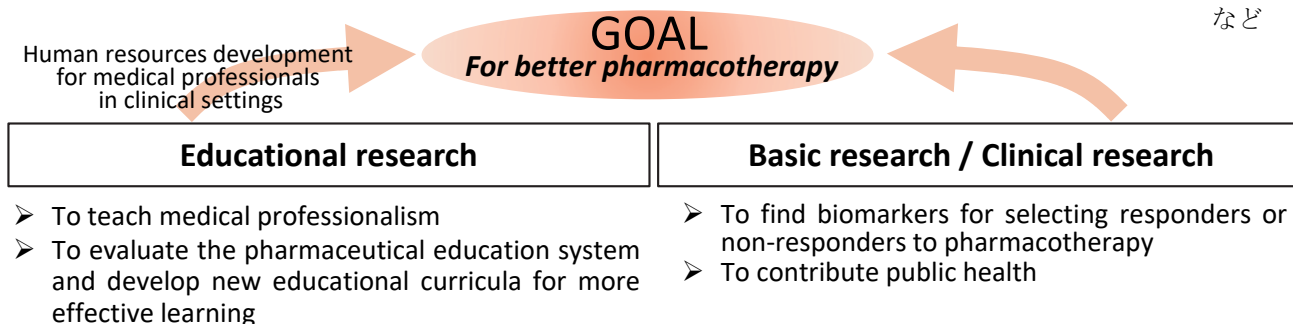 など
GOAL
For better pharmacotherapy
Human resources development
for medical professionals
in clinical settings
Educational research
➢ To teach medical professionalism
➢ To evaluate the pharmaceutical education system
and develop new educational curricula for more
effective learning
Basic research / Clinical research
➢ To find biomarkers for selecting responders or
non-responders to pharmacotherapy
➢ To contribute public health